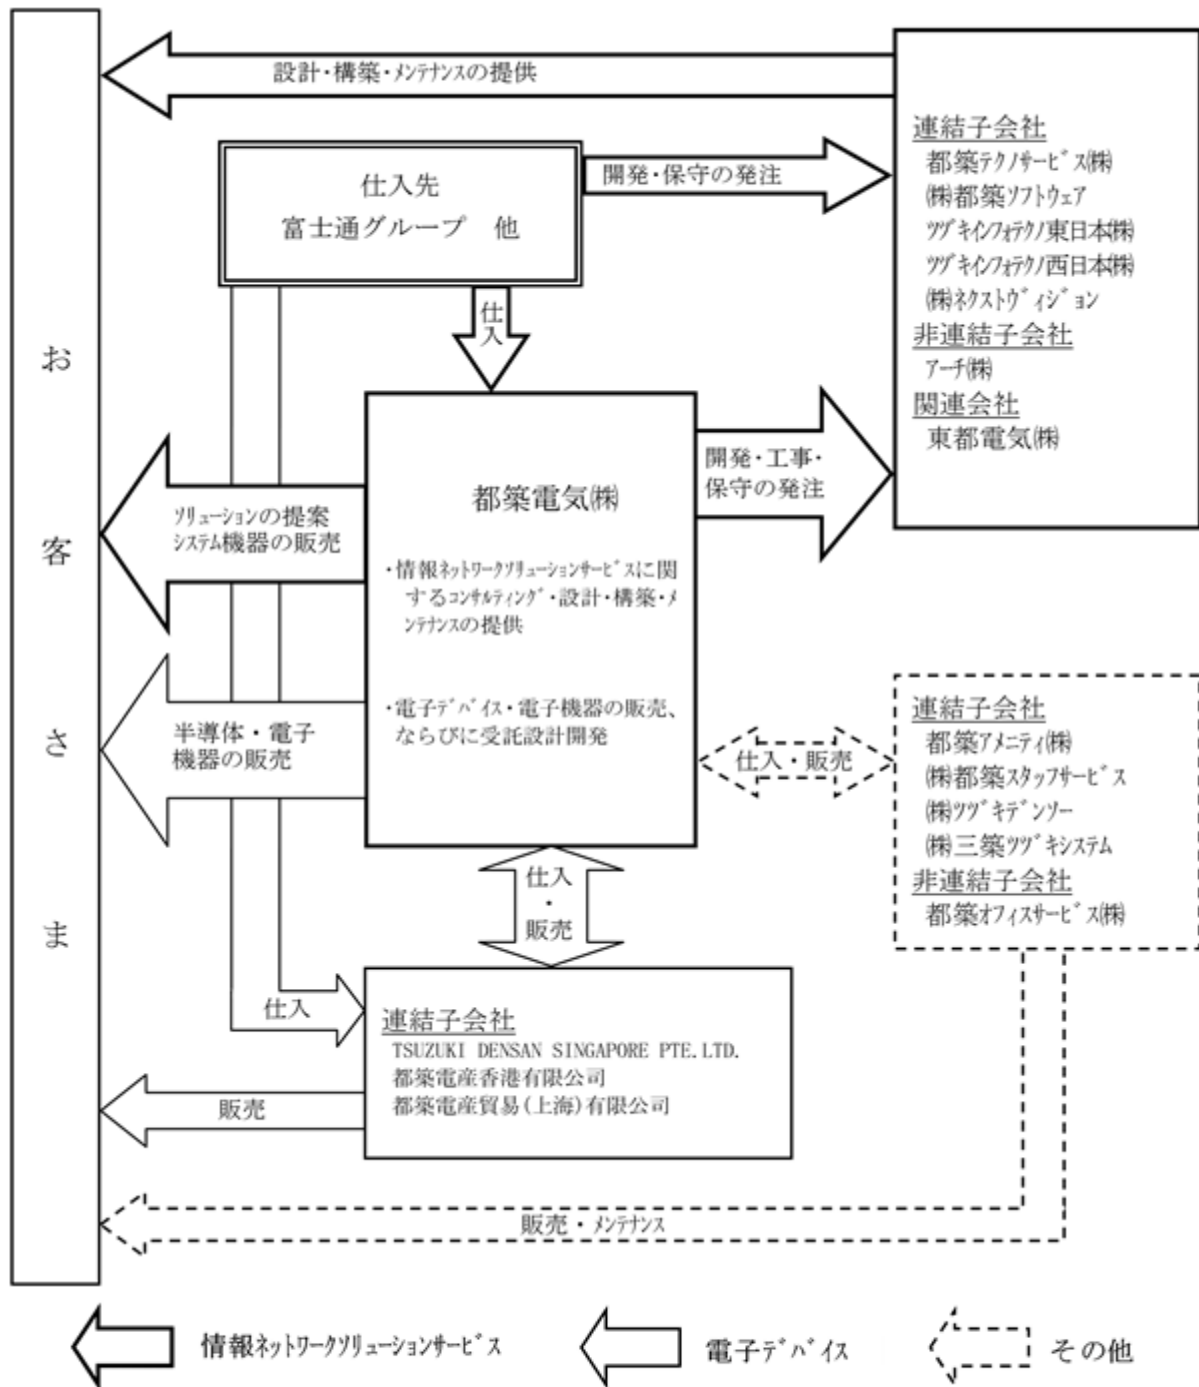 お客さま
設計・構築・ﾒﾝﾃﾅﾝｽの提供
仕入先
富士通グループ　他
開発・保守の発注
仕入
連結子会社
都築ﾃｸﾉｻｰﾋﾞｽ㈱
㈱都築ｿﾌﾄｳｪｱ
ﾂﾂﾞｷｲﾝﾌｫﾃｸﾉ東日本㈱
ﾂﾂﾞｷｲﾝﾌｫﾃｸﾉ西日本㈱
㈱ﾈｸｽﾄヴｨｼﾞｮﾝ
非連結子会社
ｱｰﾁ㈱
関連会社
東都電気㈱
開発・工事・
保守の発注
都築電気㈱
・情報ﾈｯﾄﾜｰｸｿﾘｭｰｼｮﾝｻｰﾋﾞｽに関
するｺﾝｻﾙﾃｨﾝｸﾞ・設計・構築・ﾒ
ﾝﾃﾅﾝｽの提供
・電子ﾃﾞﾊﾞｲｽ・電子機器の販売、
ならびに受託設計開発
ｿﾘｭｰｼｮﾝの提案
ｼｽﾃﾑ機器の販売
半導体・電子
機器の販売
仕入・販売
連結子会社
都築ｱﾒﾆﾃｨ㈱
㈱都築ｽﾀｯﾌｻｰﾋﾞｽ
㈱ﾂﾂﾞｷﾃﾞﾝｿｰ
㈱三築ﾂﾂﾞｷｼｽﾃﾑ
非連結子会社
都築ｵﾌｨｽｻｰﾋﾞｽ㈱
仕入
・
販売
仕入
連結子会社
TSUZUKI DENSAN SINGAPORE PTE.LTD.
都築電産香港有限公司
都築電産貿易(上海)有限公司
販売
販売・ﾒﾝﾃﾅﾝｽ
情報ﾈｯﾄﾜｰｸｿﾘｭｰｼｮﾝｻｰﾋﾞｽ
電子ﾃﾞﾊﾞｲｽ
その他